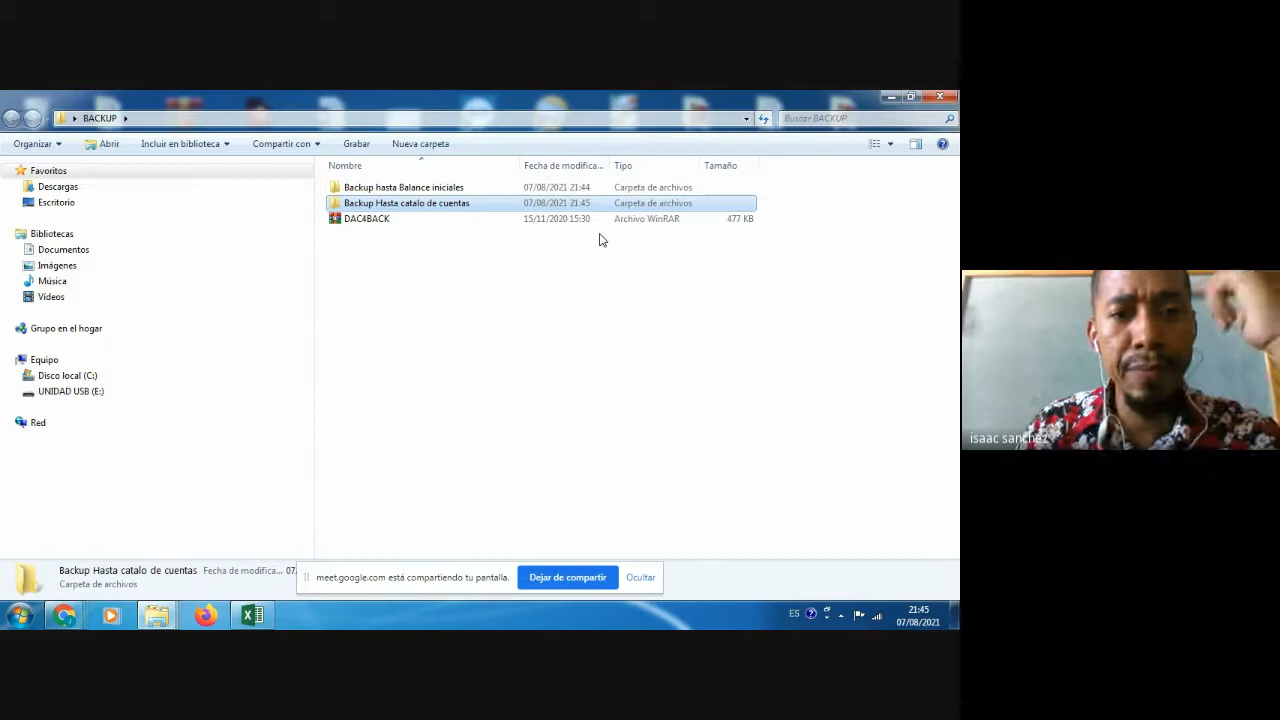 BACKUP
Buscar BACKUP
Organizar
Abrir
Incluir en biblioteca
Compartir con
Grabar
Nueva carpeta
Favoritos
Descargas
Escritorio
Bibliotecas
Documentos
Imágenes
Música
Vídeos
Grupo en el hogar
Equipo
Disco local (C:)
UNIDAD USB (E:)
Red
Nombre Fecha de modifica... Tipo Tamaño
Backup hasta Balance iniciales 07/08/2021 21:44 Carpeta de archivos
Backup Hasta catalo de cuentas 07/08/2021 21:45 Carpeta de archivos
DAC4BACK 15/11/2020 15:30 Archivo WinRAR 477 KB
isaac sanchez
Backup Hasta catalo de cuentas Fecha de modifica... 07/
Carpeta de archivos
meet.google.com está compartiendo tu pantalla.
Dejar de compartir
Ocultar
ES
21:45
07/08/2021